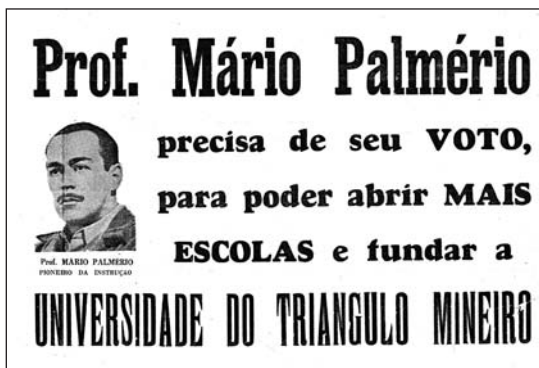 Prof. Mário Palmério
precisa de seu VOTO,
para poder abrir MAIS
ESCOLAS e fundar a
Prof. MARIO PALMÉRIO
PIONEIRO DA INSTRUÇÃO
UNIVERSIDADE DO TRIANGULO MINEIRO